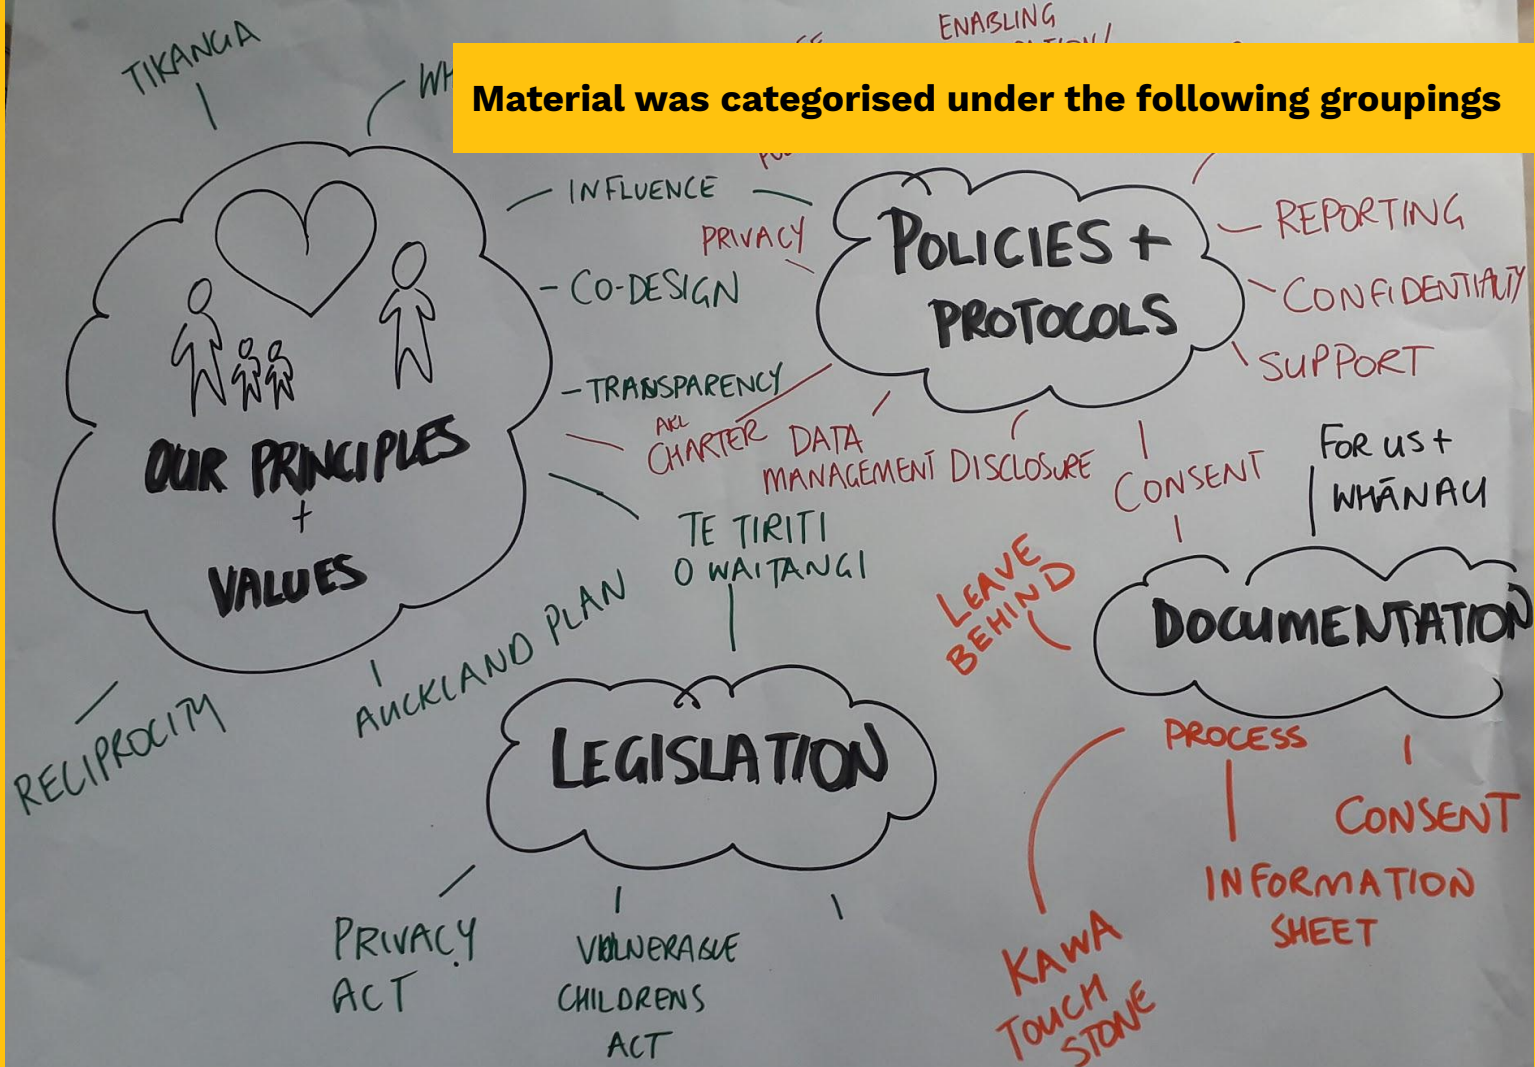 ENABLING
TIKANGA
Material was categorised under the following groupings
INFLUENCE
PRIVACY
CO-DESIGN
TRANSPARENCY
OUR PRINCIPLES
+
VALUES
POLICIES +
PROTOCOLS
REPORTING
CONFIDENTIALITY
SUPPORT
AKL
CHARTER
DATA
MANAGEMENT
DISCLOSURE
CONSENT
FOR US +
WHĀNAU
TE TIRITI
O WAITANGI
AUCKLAND PLAN
RECIPROCITY
LEAVE
BEHIND
DOCUMENTATION
LEGISLATION
PROCESS
CONSENT
INFORMATION
SHEET
KAWA
TOUCH
STONE
PRIVACY
ACT
VULNERABLE
CHILDRENS
ACT